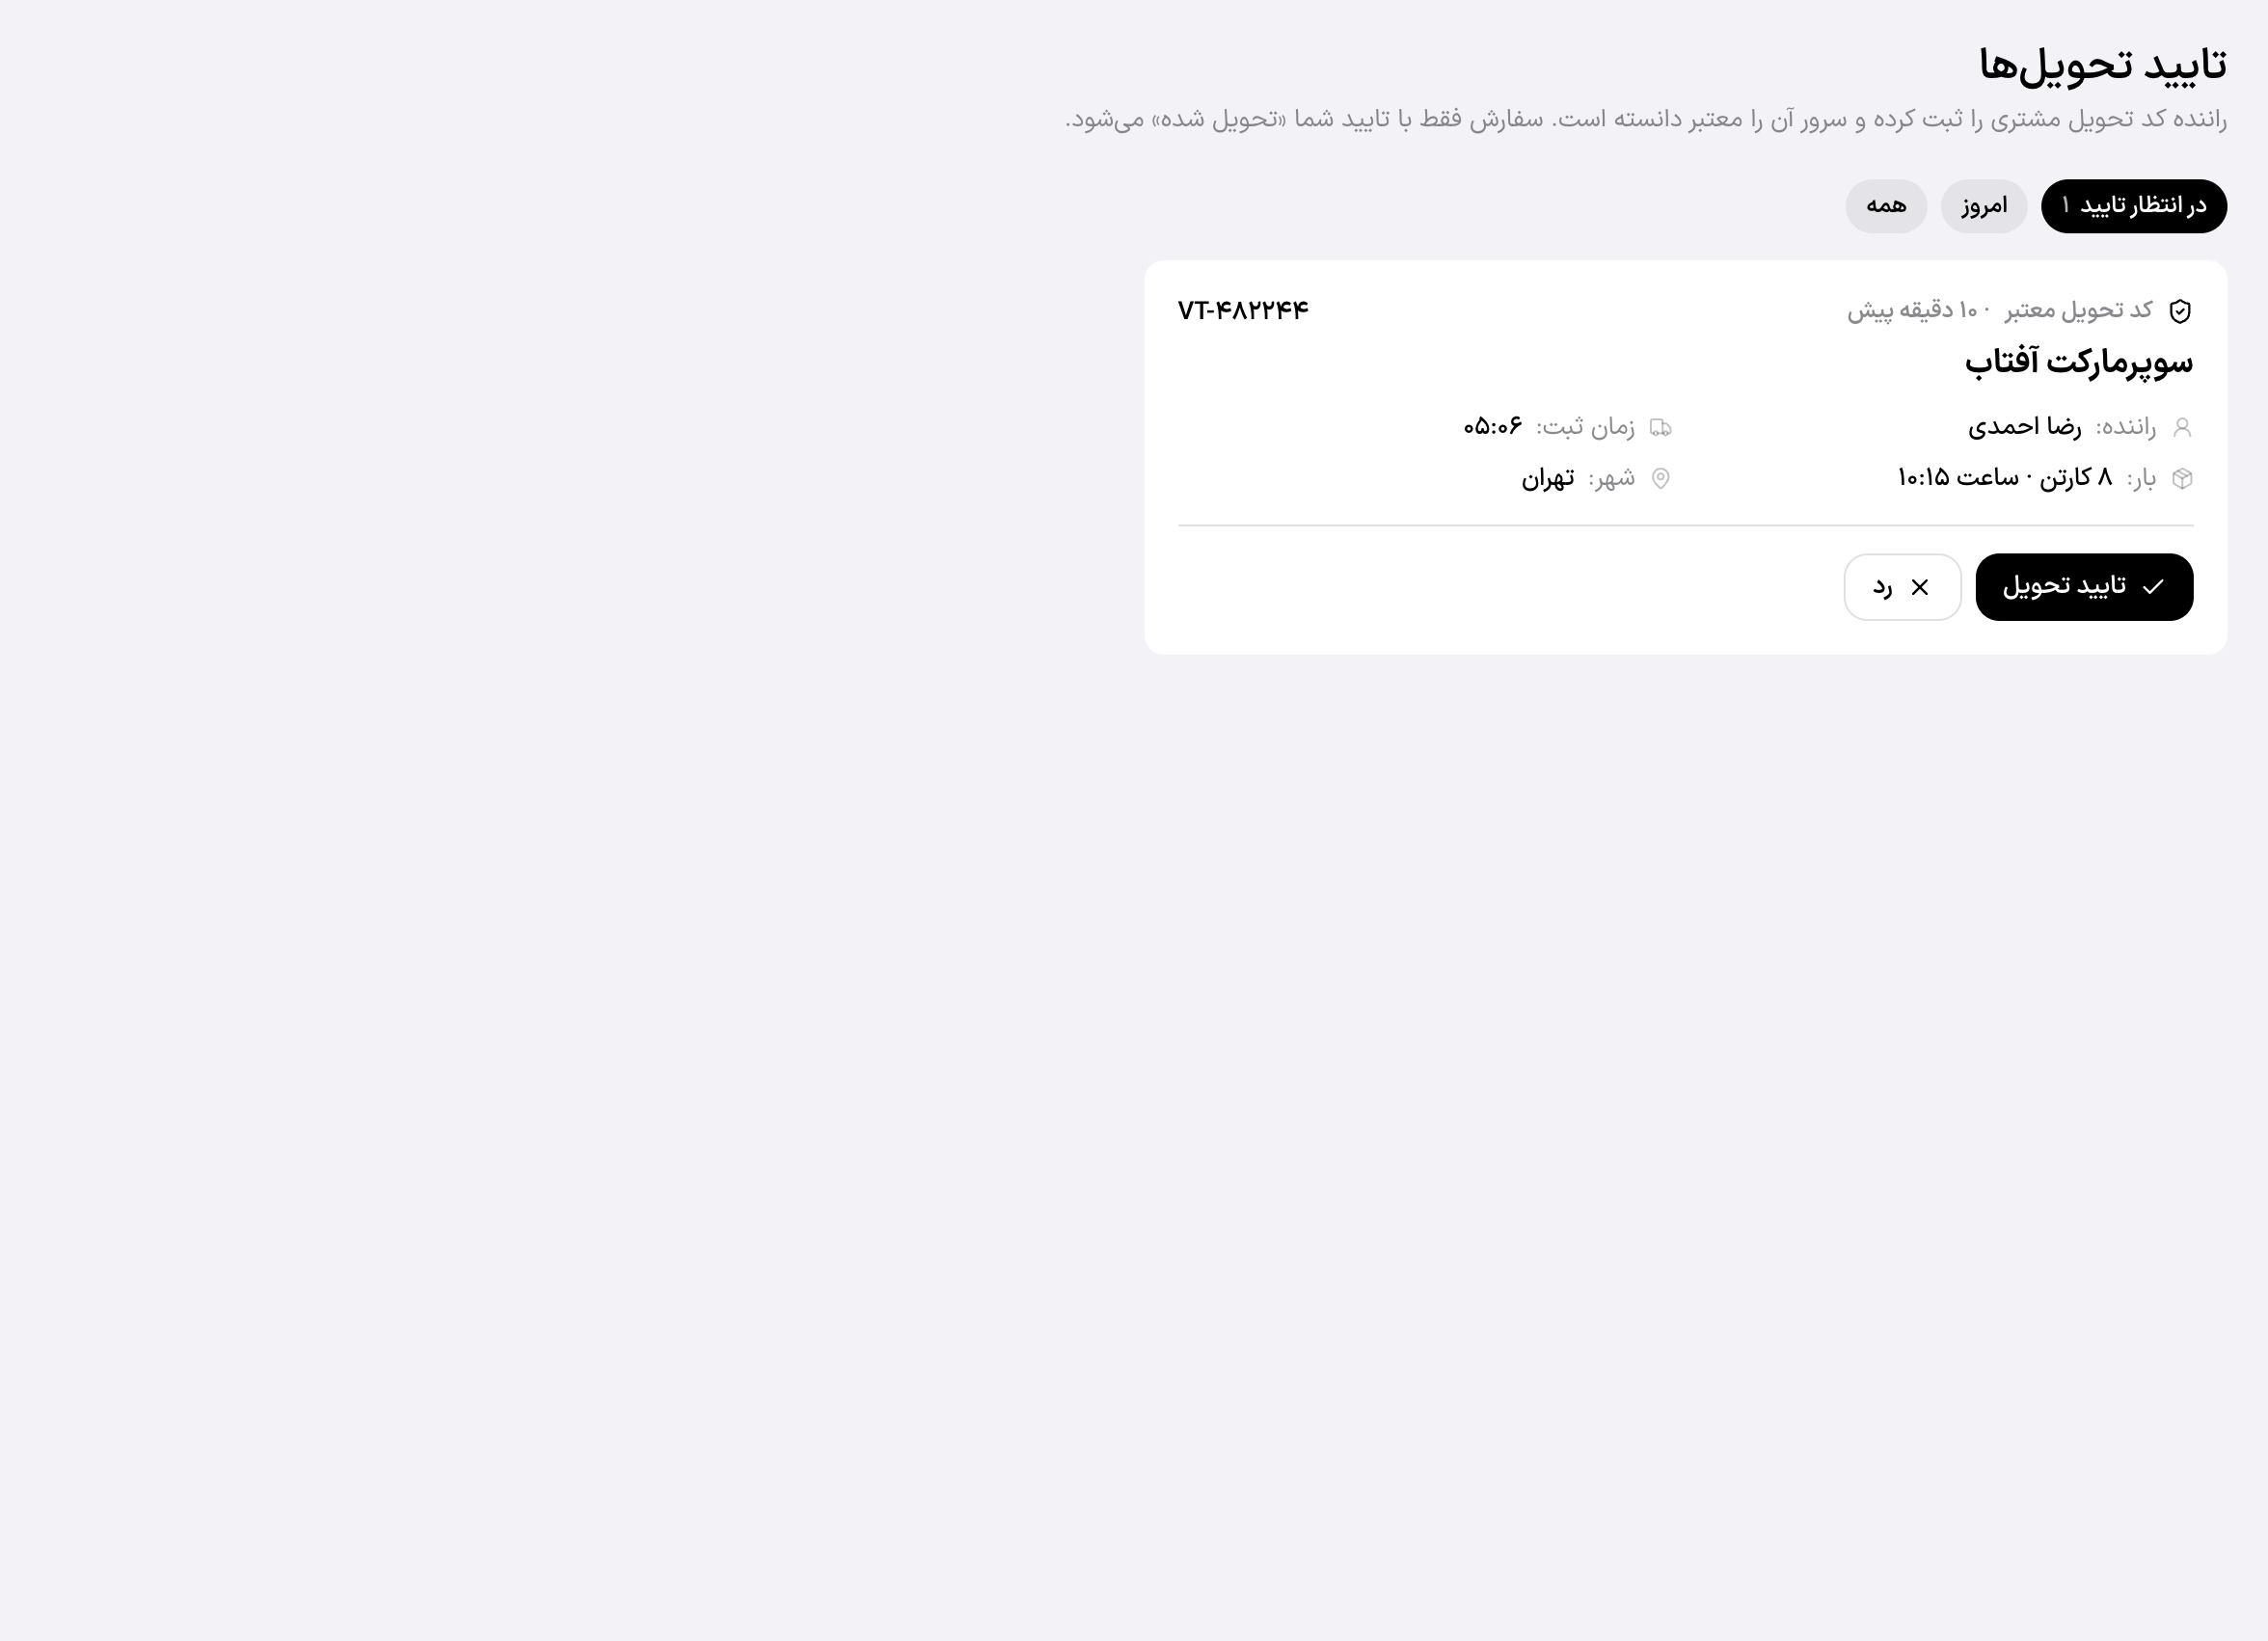 تایید تحویل‌ها
راننده کد تحویل مشتری را ثبت کرده و سرور آن را معتبر دانسته است. سفارش فقط با تایید شما «تحویل شده» می‌شود.
در انتظار تایید ۱
امروز
همه
کد تحویل معتبر · ۱۰ دقیقه پیش
VT-۴۸۲۲۴۴
سوپرمارکت آفتاب
راننده: رضا احمدی
زمان ثبت: ۰۵:۰۶
بار: ۸ کارتن · ساعت ۱۰:۱۵
شهر: تهران
تایید تحویل
رد